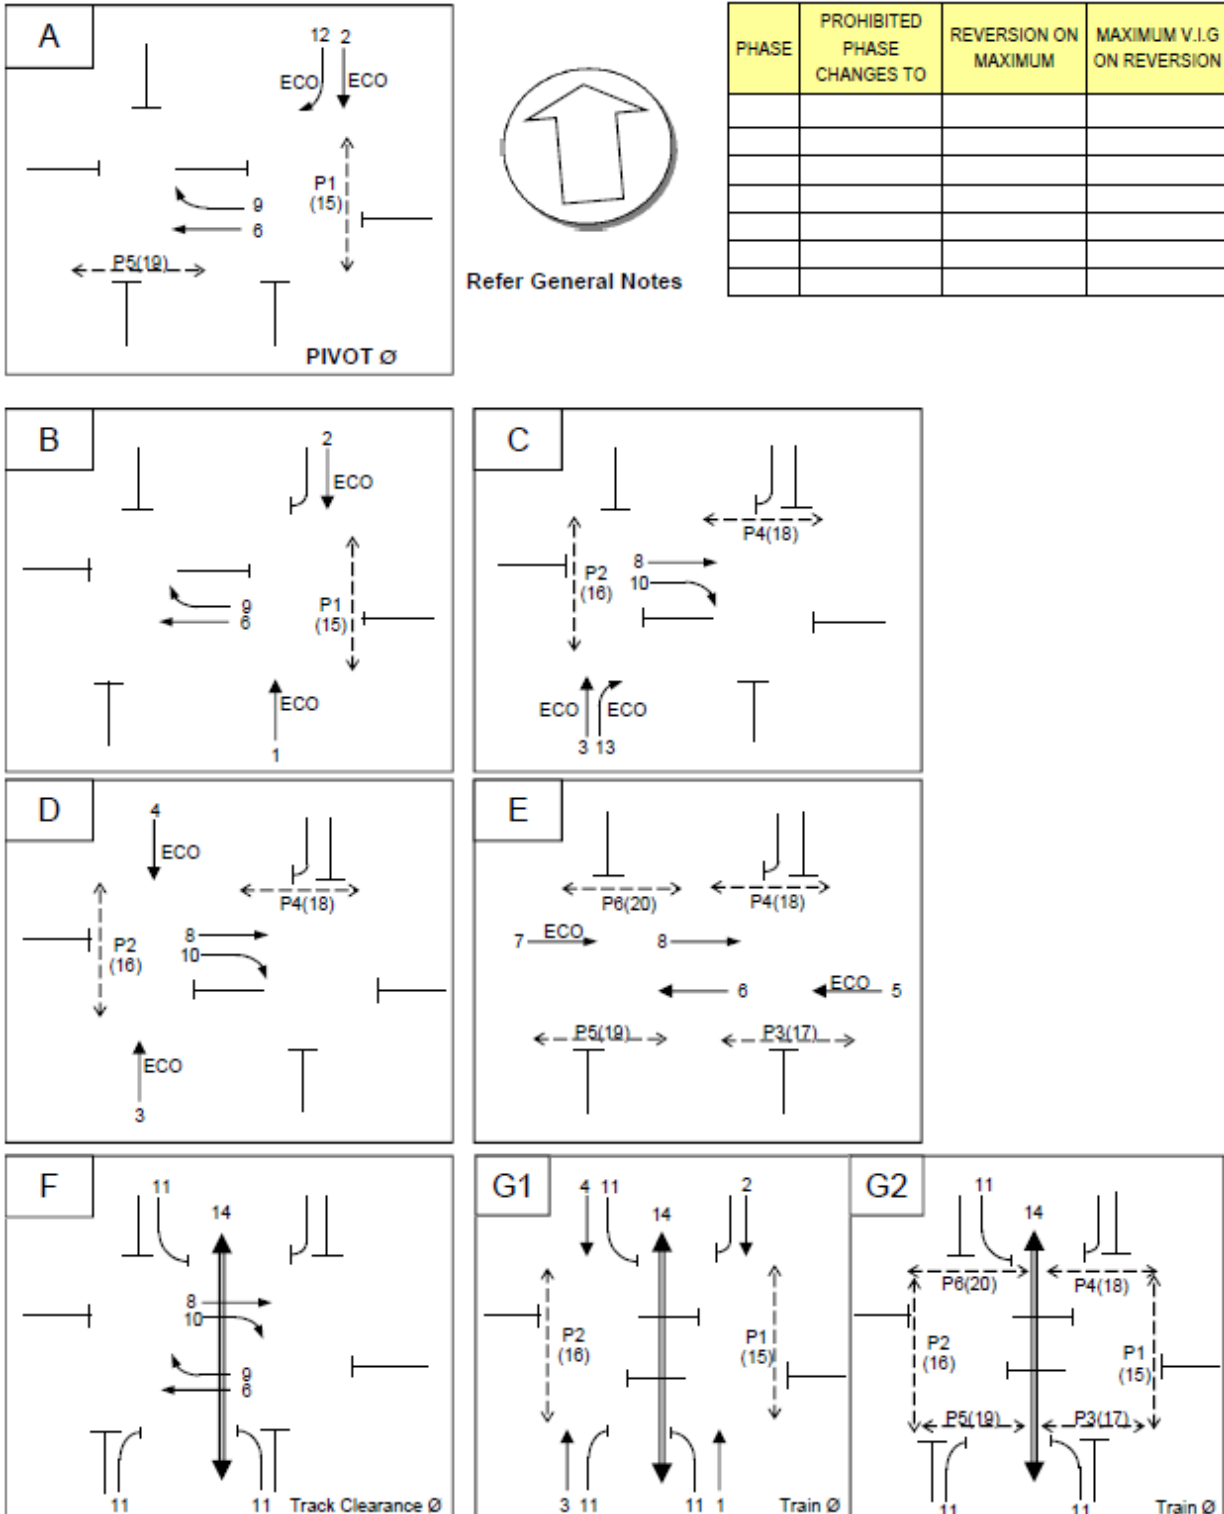 A
12 2
ECO ECO
P1
(15)
9
6
P5(19)
PIVOT Ø
Refer General Notes
PHASE
PROHIBITED
PHASE
CHANGES TO
REVERSION ON
MAXIMUM
MAXIMUM V.I.G
ON REVERSION
B
2
ECO
9
6
P1
(15)
ECO
1
C
P4(18)
8
10
P2
(16)
ECO ECO
3 13
D
4
ECO
P4(18)
8
10
P2
(16)
ECO
3
E
P6(20) P4(18)
7 ECO 8
6 ECO 5
P5(19) P3(17)
F
11
14
8
10
9
6
11 11 Track Clearance Ø
G1
4 11 14 2
P2
(16)
P1
(15)
3 11 11 1 Train Ø
G2
11
14
P6(20) P4(18)
P2
(16)
P1
(15)
P5(19) P3(17)
11 11 Train Ø